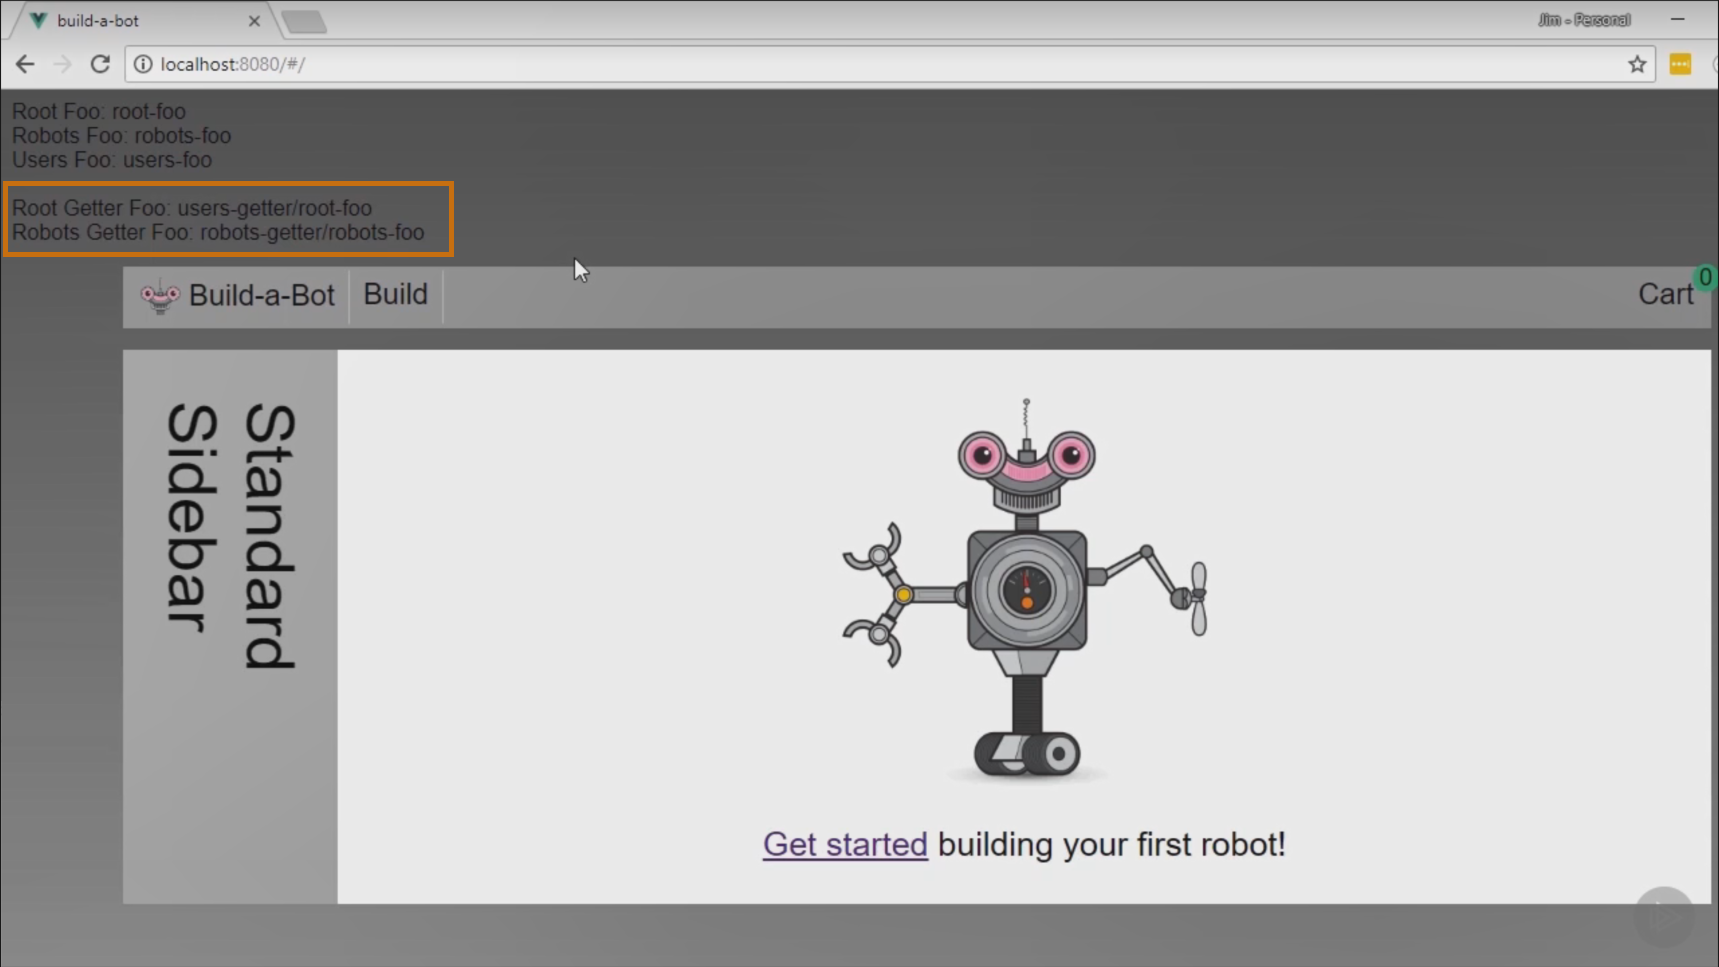 build-a-bot
Jim - Personal
localhost:8080/#/
Root Foo: root-foo
Robots Foo: robots-foo
Users Foo: users-foo
Root Getter Foo: users-getter/root-foo
Robots Getter Foo: robots-getter/robots-foo
Build-a-Bot
Build
Cart
0
Standard
Sidebar
Get started building your first robot!